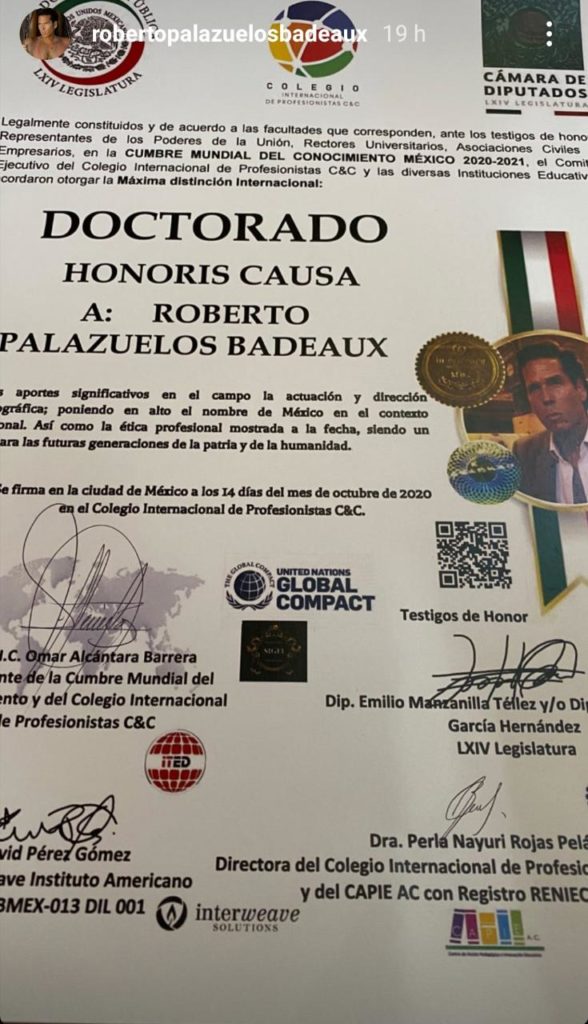 robertopalazuelosbadeaux 19 h
UNIDOS MEXICANOS
LXIV LEGISLATURA
COLEGIO
INTERNACIONAL
DE PROFESIONISTAS C&C
CÁMARA DE
DIPUTADOS
LXIV LEGISLATURA
Legalmente constituidos y de acuerdo a las facultades que corresponden, ante los testigos de hono
Representantes de los Poderes de la Unión, Rectores Universitarios, Asociaciones Civiles
Empresarios, en la CUMBRE MUNDIAL DEL CONOCIMIENTO MÉXICO 2020-2021, el Comit
Ejecutivo del Colegio Internacional de Profesionistas C&C y las diversas Instituciones Educativ
cordaron otorgar la Máxima distinción Internacional:
DOCTORADO
HONORIS CAUSA
A: ROBERTO
PALAZUELOS BADEAUX
s aportes significativos en el campo la actuación y dirección
ográfica; poniendo en alto el nombre de México en el contexto
onal. Así como la ética profesional mostrada a la fecha, siendo un
ara las futuras generaciones de la patria y de la humanidad.
e firma en la ciudad de México a los 14 días del mes de octubre de 2020
en el Colegio Internacional de Profesionistas C&C.
THE GLOBAL COMPACT
UNITED NATIONS
GLOBAL
COMPACT
Testigos de Honor
I.C. Omar Alcántara Barrera
nte de la Cumbre Mundial del
ento y del Colegio Internacional
e Profesionistas C&C
Dip. Emilio Manzanilla Téllez y/o Di
García Hernández
LXIV Legislatura
ITED
vid Pérez Gómez
ave Instituto Americano
BMEX-013 DIL 001
interweave
SOLUTIONS
Dra. Perla Nayuri Rojas Pelá
Directora del Colegio Internacional de Profesio
y del CAPIE AC con Registro RENIEC
CAPIE A.C.